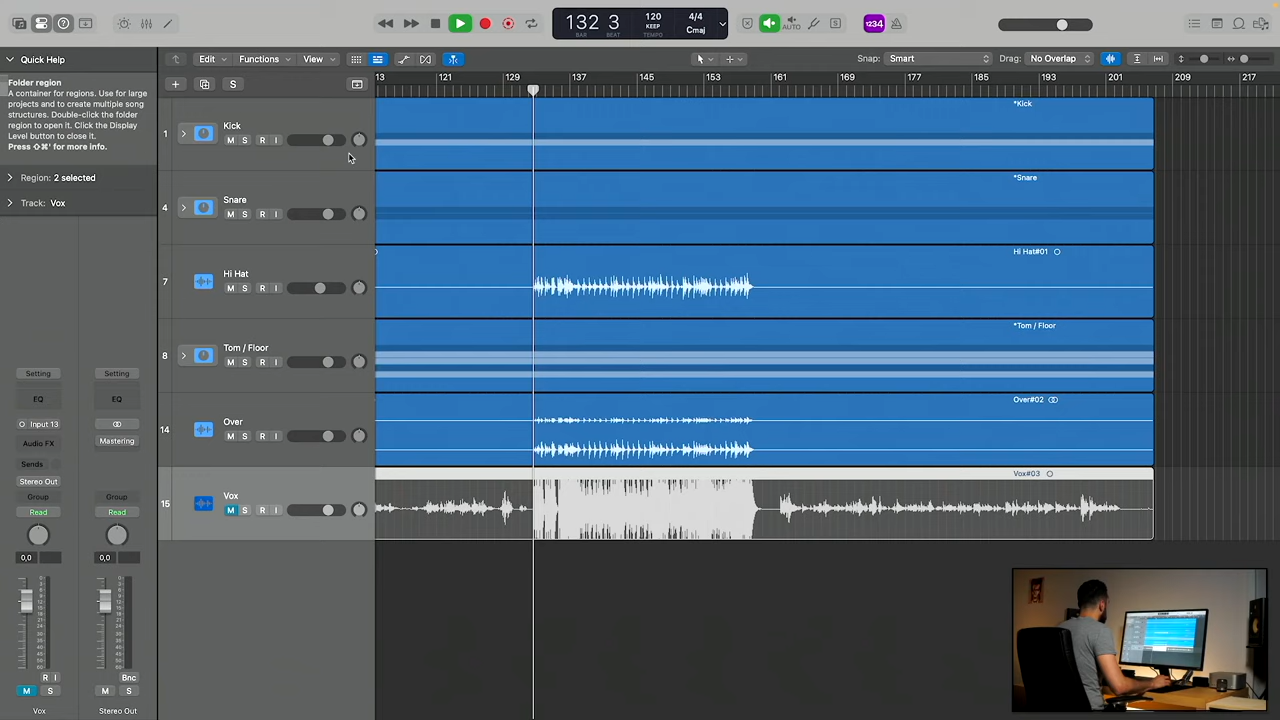 132 3
BAR BEAT
120
KEEP
TEMPO
4/4
Cmaj
AUTO
S
1234
Quick Help
Edit
Functions
View
Snap: Smart
Drag: No Overlap
Folder region
A container for regions. Use for large
projects and to create multiple song
structures. Double-click the folder
region to open it. Click the Display
Level button to close it.
Press ⇧⌘' for more info.
Region: 2 selected
Track: Vox
S
13 121 129 137 145 153 161 169 177 185 193 201 209 217
1 Kick
M S R I
*Kick
4 Snare
M S R I
*Snare
7 Hi Hat
M S R I
Hi Hat#01
8 Tom / Floor
M S R I
*Tom / Floor
14 Over
M S R I
Over#02
15 Vox
M S R I
Vox#03
Setting Setting
EQ EQ
Input 13
Audio FX Mastering
Sends
Stereo Out
Group Group
Read Read
0,0 0,0
R I Bnc
M S M S
Vox Stereo Out